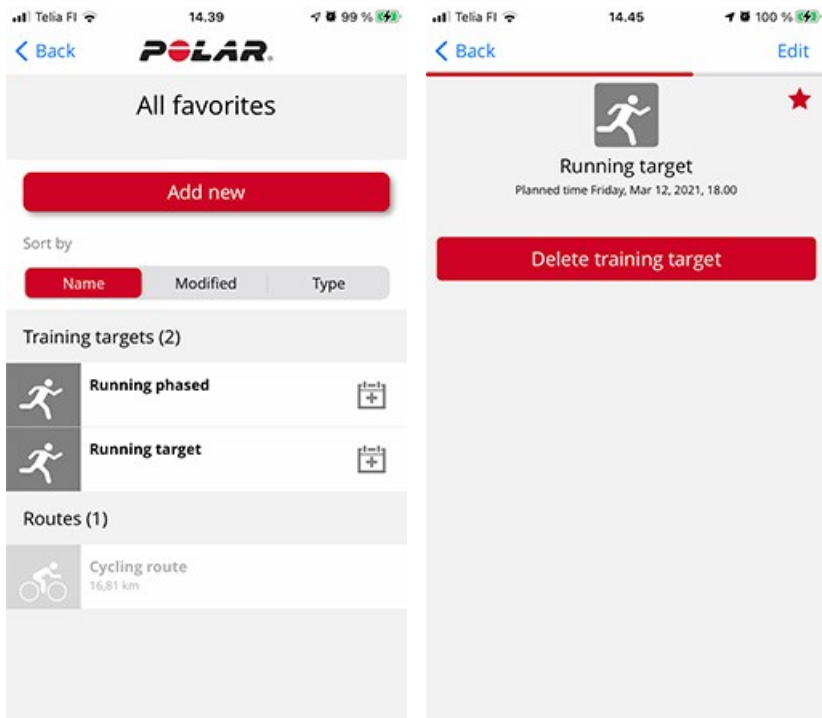 Telia FI
14.39
99 %
Back
POLAR.
All favorites
Add new
Sort by
Name
Modified
Type
Training targets (2)
Running phased
Running target
Routes (1)
Cycling route
16,81 km
Telia FI
14.45
100 %
Back
Edit
Running target
Planned time Friday, Mar 12, 2021, 18.00
Delete training target